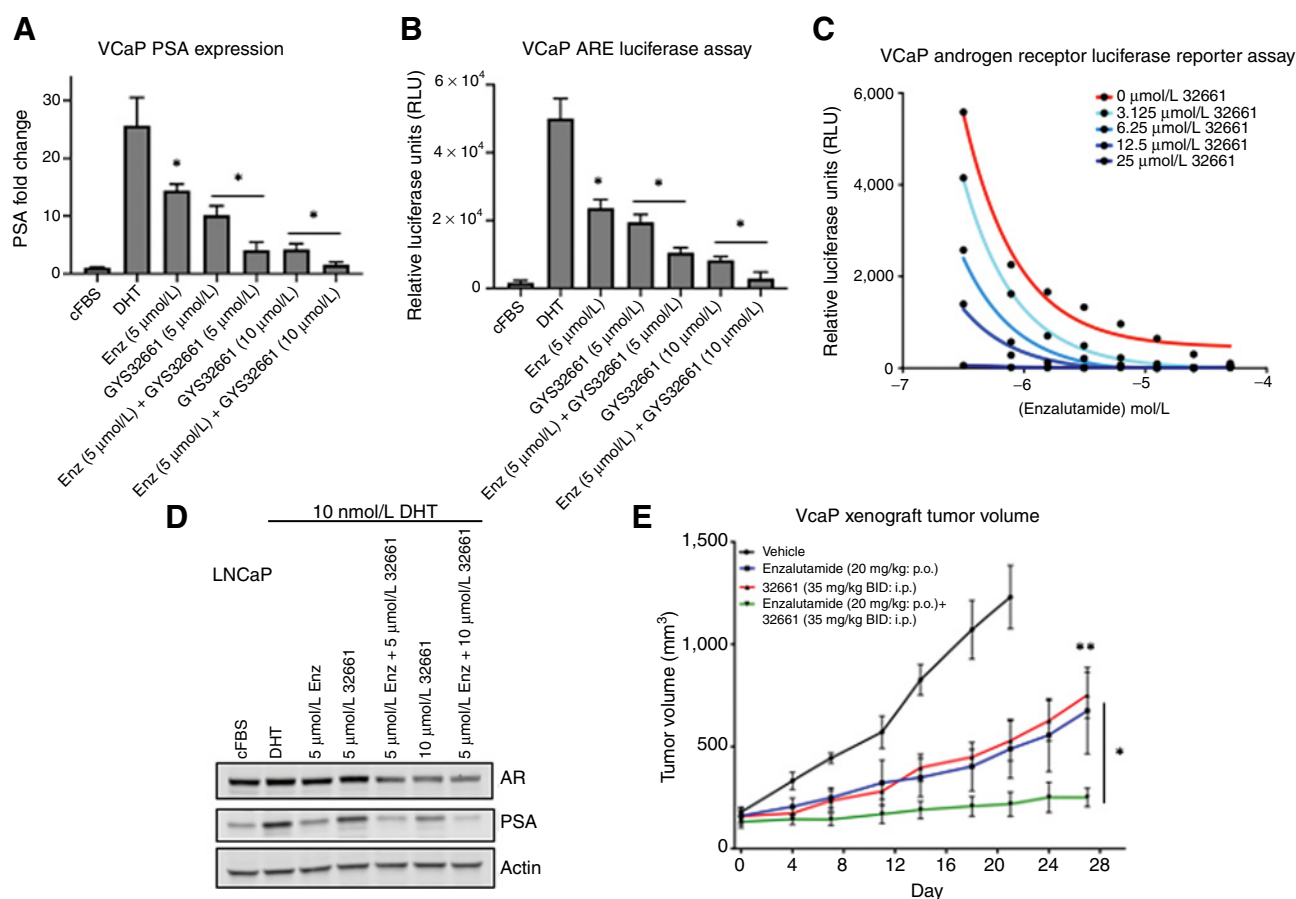 A
VCaP PSA expression
PSA fold change
30
20
10
0
cFBS
DHT
Enz (5 μmol/L)
GYS32661 (5 μmol/L)
Enz (5 μmol/L) + GYS32661 (5 μmol/L)
GYS32661 (10 μmol/L)
Enz (5 μmol/L) + GYS32661 (10 μmol/L)
*
*
*
B
VCaP ARE luciferase assay
Relative luciferase units (RLU)
6 × 10⁴
4 × 10⁴
2 × 10⁴
0
cFBS
DHT
Enz (5 μmol/L)
GYS32661 (5 μmol/L)
Enz (5 μmol/L) + GYS32661 (5 μmol/L)
GYS32661 (10 μmol/L)
Enz (5 μmol/L) + GYS32661 (10 μmol/L)
*
*
*
C
VCaP androgen receptor luciferase reporter assay
Relative luciferase units (RLU)
6,000
4,000
2,000
0
−7
−6
−5
−4
(Enzalutamide) mol/L
0 μmol/L 32661
3.125 μmol/L 32661
6.25 μmol/L 32661
12.5 μmol/L 32661
25 μmol/L 32661
D
10 nmol/L DHT
LNCaP
cFBS
DHT
5 μmol/L Enz
5 μmol/L 32661
5 μmol/L Enz + 5 μmol/L 32661
10 μmol/L 32661
5 μmol/L Enz + 10 μmol/L 32661
AR
PSA
Actin
E
VcaP xenograft tumor volume
Tumor volume (mm³)
1,500
1,000
500
0
0
4
8
12
16
20
24
28
Day
Vehicle
Enzalutamide (20 mg/kg: p.o.)
32661 (35 mg/kg BID: i.p.)
Enzalutamide (20 mg/kg: p.o.)+
32661 (35 mg/kg BID: i.p.)
**
*